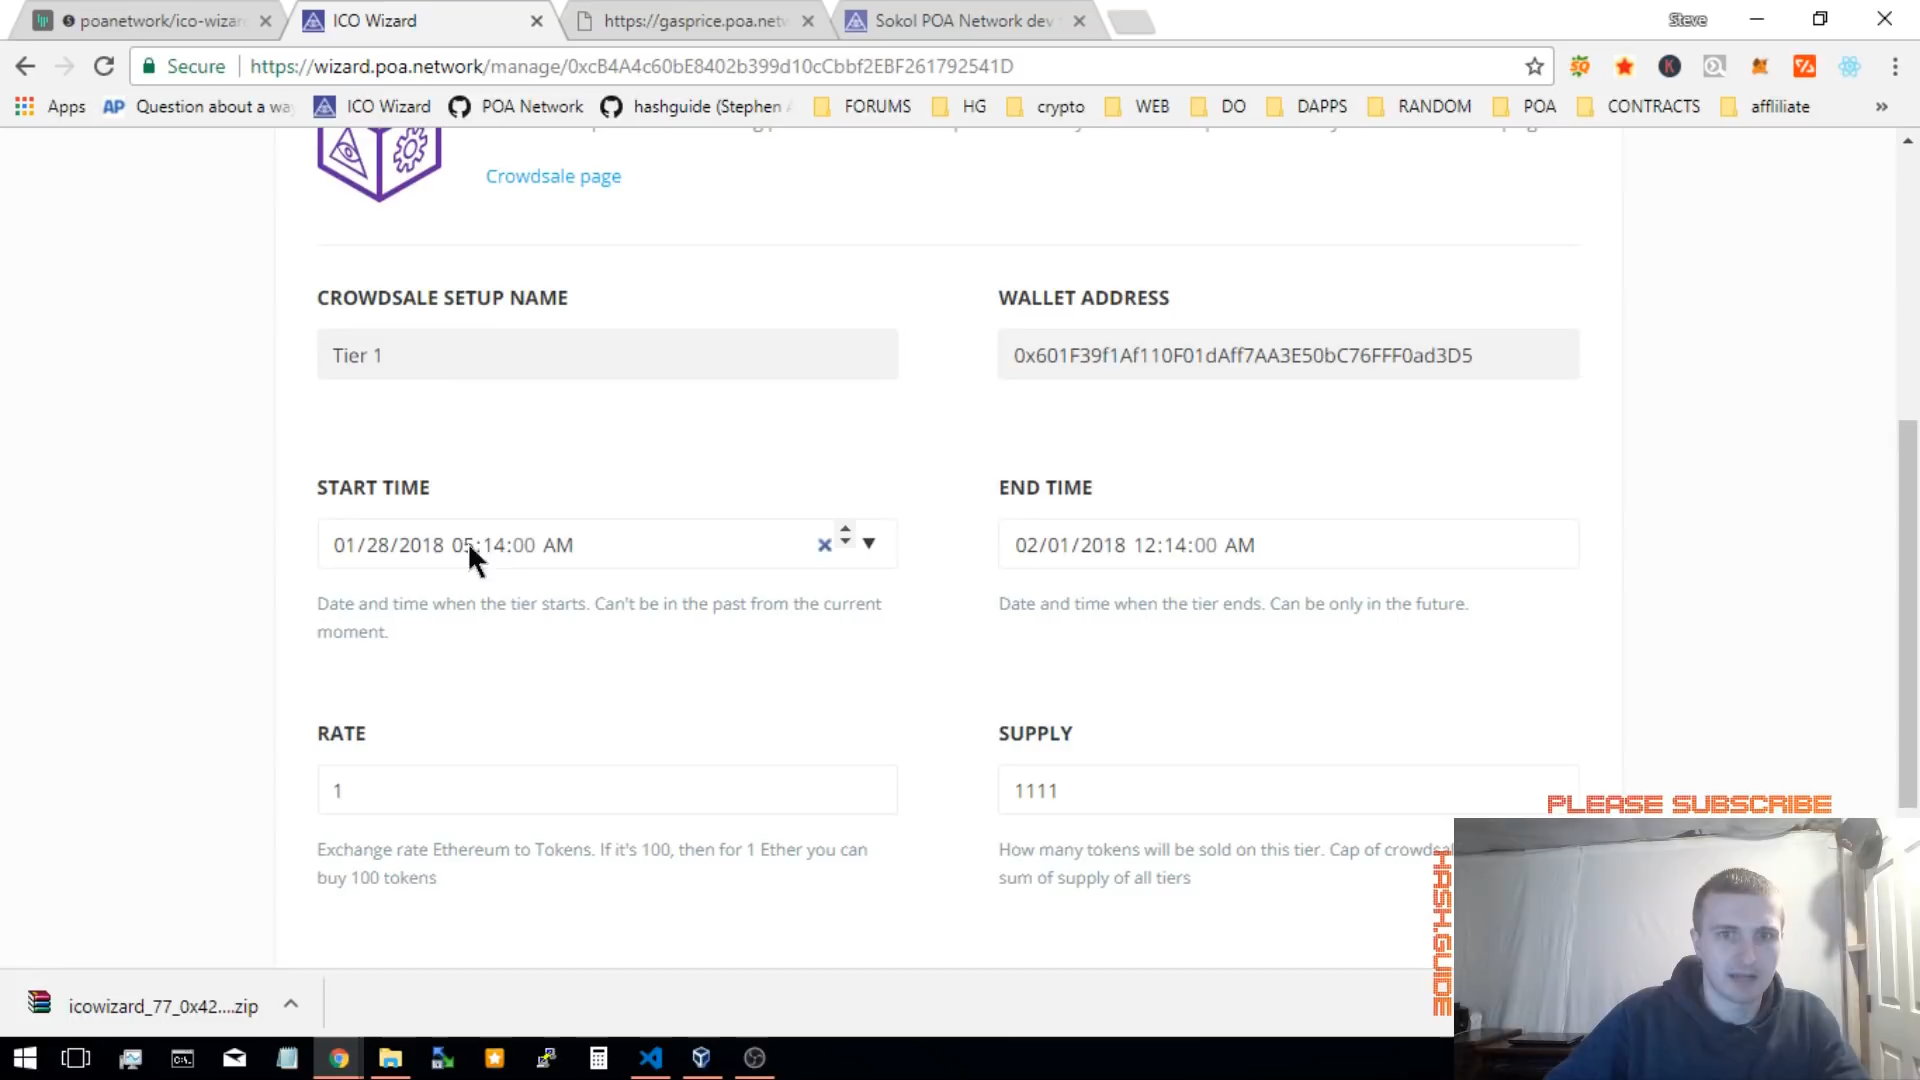 poanetwork/ico-wizar
ICO Wizard
https://gasprice.poa.netw
Sokol POA Network dev
Steve
Secure
https://wizard.poa.network/manage/0xcB4A4c60bE8402b399d10cCbbf2EBF261792541D
Apps
AP
Question about a wa
ICO Wizard
POA Network
hashguide (Stephen A
FORUMS
HG
crypto
WEB
DO
DAPPS
RANDOM
POA
CONTRACTS
affliliate
»
Crowdsale page
CROWDSALE SETUP NAME
WALLET ADDRESS
Tier 1
0x601F39f1Af110F01dAff7AA3E50bC76FFF0ad3D5
START TIME
END TIME
01/28/2018 05:14:00 AM
02/01/2018 12:14:00 AM
Date and time when the tier starts. Can't be in the past from the current
moment.
Date and time when the tier ends. Can be only in the future.
RATE
SUPPLY
1
1111
Exchange rate Ethereum to Tokens. If it's 100, then for 1 Ether you can
buy 100 tokens
How many tokens will be sold on this tier. Cap of crowdsal
sum of supply of all tiers
PLEASE SUBSCRIBE
HASH.GUIDE
icowizard_77_0x42....zip